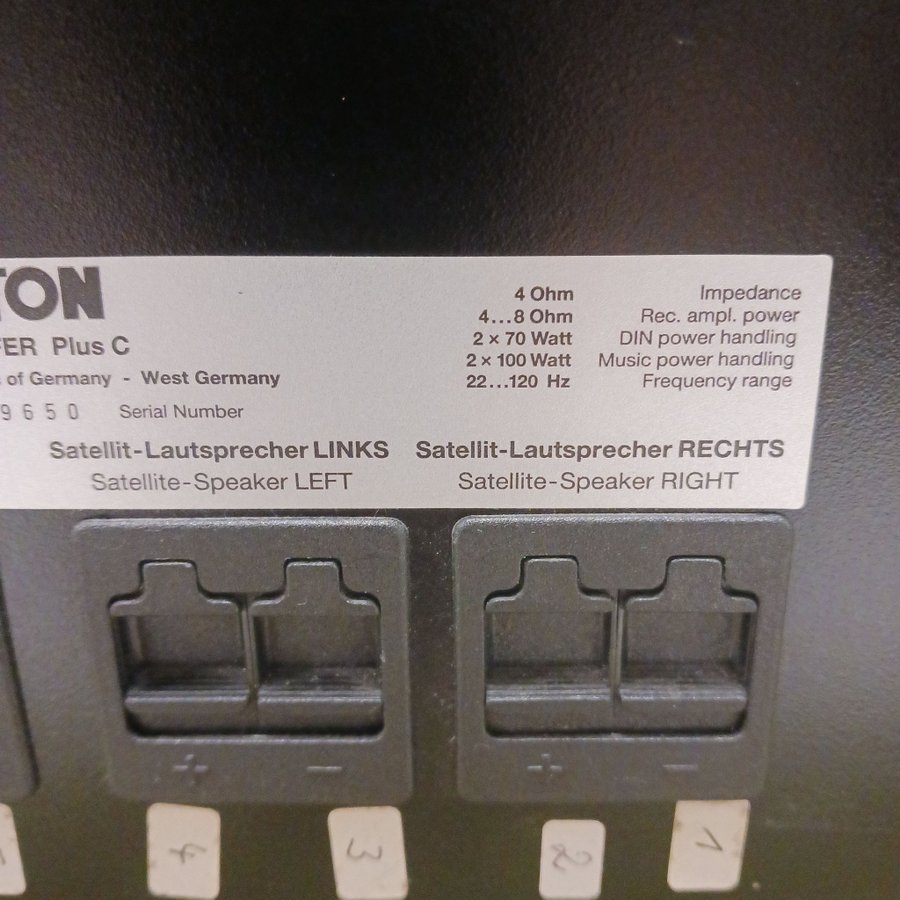 TON
FER Plus C
of Germany - West Germany
9650 Serial Number
4 Ohm Impedance
4...8 Ohm Rec. ampl. power
2 × 70 Watt DIN power handling
2 × 100 Watt Music power handling
22...120 Hz Frequency range
Satellit-Lautsprecher LINKS Satellit-Lautsprecher RECHTS
Satellite-Speaker LEFT Satellite-Speaker RIGHT
+ − + −
4 3 2 1